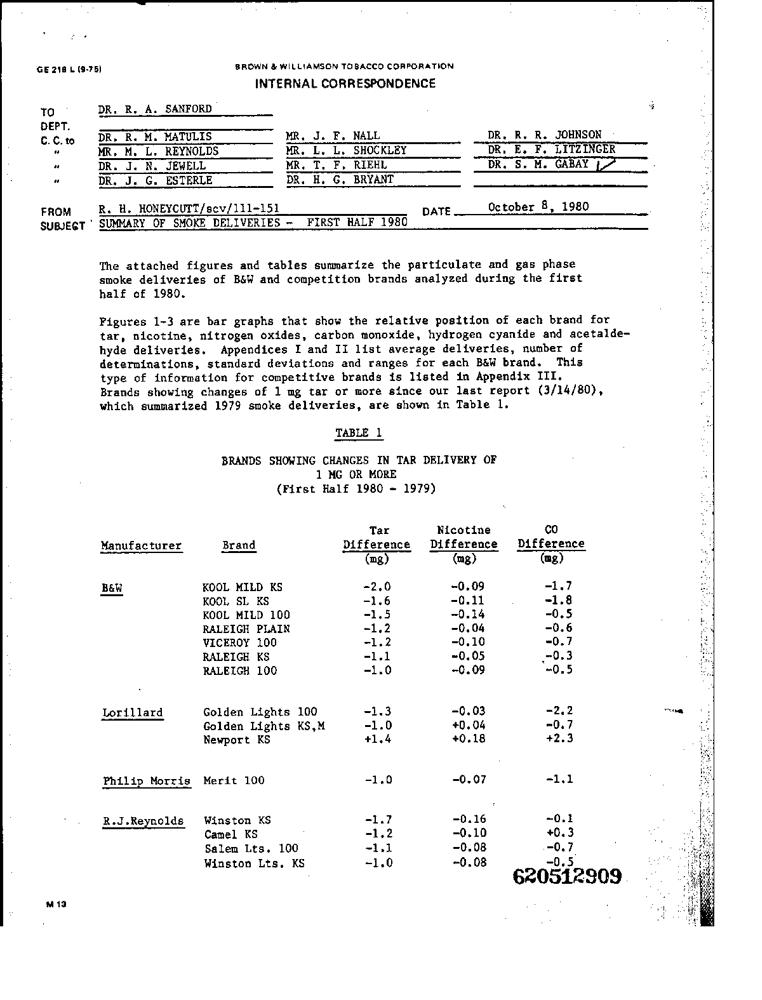 GE 218 L (9-75)
BROWN & WILLIAMSON TOBACCO CORPORATION
INTERNAL CORRESPONDENCE
TO DR. R. A. SANFORD
DEPT.
C.C. to DR. R. M. MATULIS MR. J. F. NALL DR. R. R. JOHNSON
" MR. M. L. REYNOLDS MR. L. L. SHOCKLEY DR. E. F. LITZINGER
" DR. J. N. JEWELL MR. T. F. RIEHL DR. S. M. GABAY
" DR. J. G. ESTERLE DR. H. G. BRYANT
FROM R. H. HONEYCUTT/scv/111-151 DATE October 8, 1980
SUBJECT SUMMARY OF SMOKE DELIVERIES - FIRST HALF 1980
The attached figures and tables summarize the particulate and gas phase
smoke deliveries of B&W and competition brands analyzed during the first
half of 1980.
Figures 1-3 are bar graphs that show the relative position of each brand for
tar, nicotine, nitrogen oxides, carbon monoxide, hydrogen cyanide and acetalde-
hyde deliveries. Appendices I and II list average deliveries, number of
determinations, standard deviations and ranges for each B&W brand. This
type of information for competitive brands is listed in Appendix III.
Brands showing changes of 1 mg tar or more since our last report (3/14/80),
which summarized 1979 smoke deliveries, are shown in Table 1.
TABLE 1
BRANDS SHOWING CHANGES IN TAR DELIVERY OF
1 MG OR MORE
(First Half 1980 - 1979)
Tar Nicotine CO
Manufacturer Brand Difference Difference Difference
(mg) (mg) (mg)
B&W KOOL MILD KS -2.0 -0.09 -1.7
KOOL SL KS -1.6 -0.11 -1.8
KOOL MILD 100 -1.5 -0.14 -0.5
RALEIGH PLAIN -1.2 -0.04 -0.6
VICEROY 100 -1.2 -0.10 -0.7
RALEIGH KS -1.1 -0.05 -0.3
RALEIGH 100 -1.0 -0.09 -0.5
Lorillard Golden Lights 100 -1.3 -0.03 -2.2
Golden Lights KS,M -1.0 +0.04 -0.7
Newport KS +1.4 +0.18 +2.3
Philip Morris Merit 100 -1.0 -0.07 -1.1
R.J.Reynolds Winston KS -1.7 -0.16 -0.1
Camel KS -1.2 -0.10 +0.3
Salem Lts. 100 -1.1 -0.08 -0.7
Winston Lts. KS -1.0 -0.08 -0.5
620512909
M 13